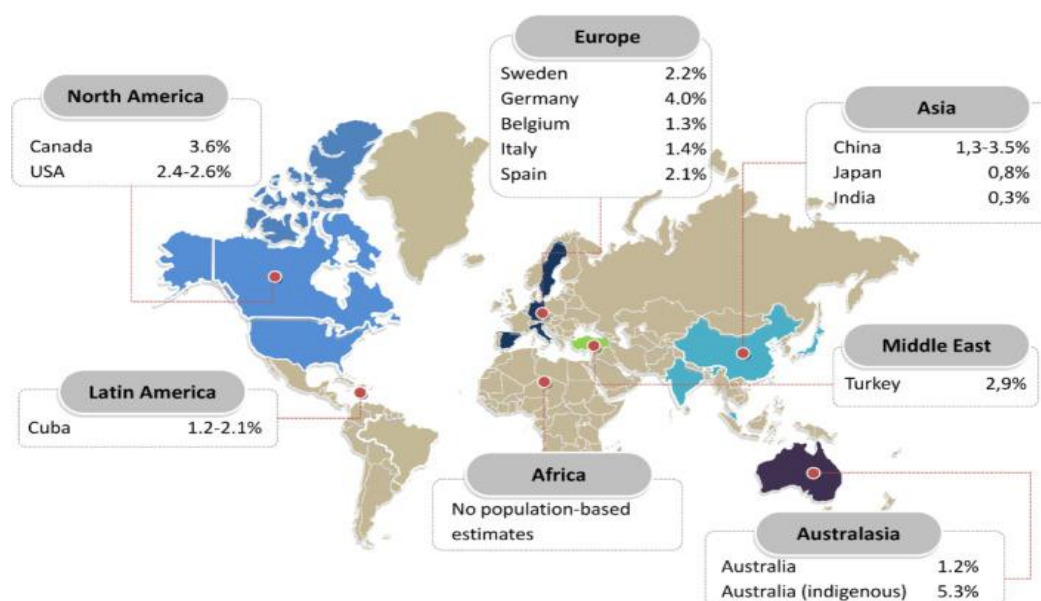 North America
Canada 3.6%
USA 2.4-2.6%
Europe
Sweden 2.2%
Germany 4.0%
Belgium 1.3%
Italy 1.4%
Spain 2.1%
Asia
China 1,3-3.5%
Japan 0,8%
India 0,3%
Middle East
Turkey 2,9%
Latin America
Cuba 1.2-2.1%
Africa
No population-based
estimates
Australasia
Australia 1.2%
Australia (indigenous) 5.3%